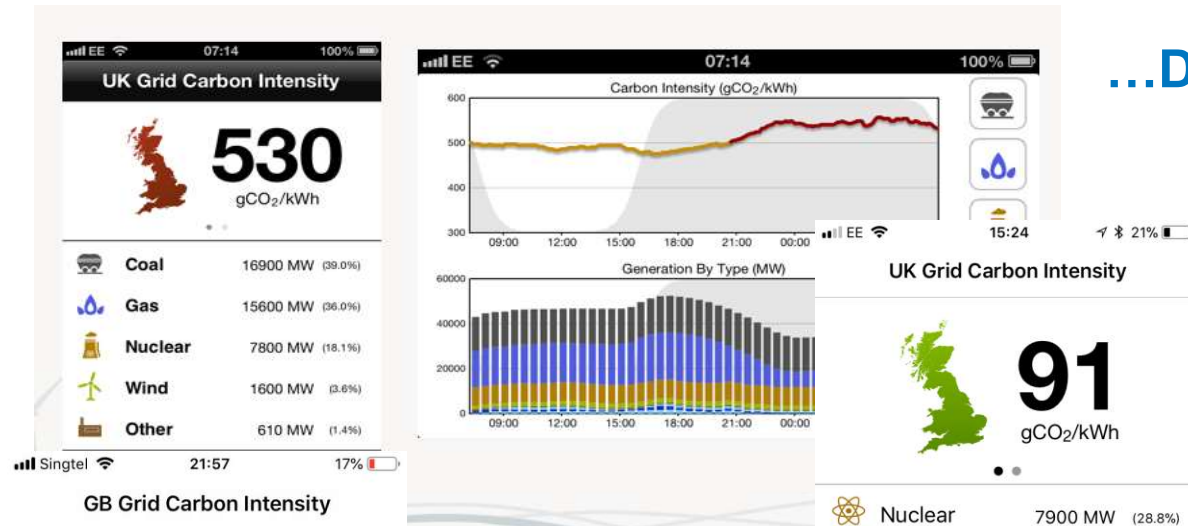 EE 07:14 100%
UK Grid Carbon Intensity
530
gCO₂/kWh
Coal 16900 MW (39.0%)
Gas 15600 MW (36.0%)
Nuclear 7800 MW (18.1%)
Wind 1600 MW (3.6%)
Other 610 MW (1.4%)
EE 07:14 100%
Carbon Intensity (gCO₂/kWh)
600
500
400
300
09:00 12:00 15:00 18:00 21:00 00:00
Generation By Type (MW)
60000
40000
20000
0
09:00 12:00 15:00 18:00 21:00 00:00
...D
EE 15:24 21%
UK Grid Carbon Intensity
91
gCO₂/kWh
Nuclear 7900 MW (28.8%)
Singtel 21:57 17%
GB Grid Carbon Intensity